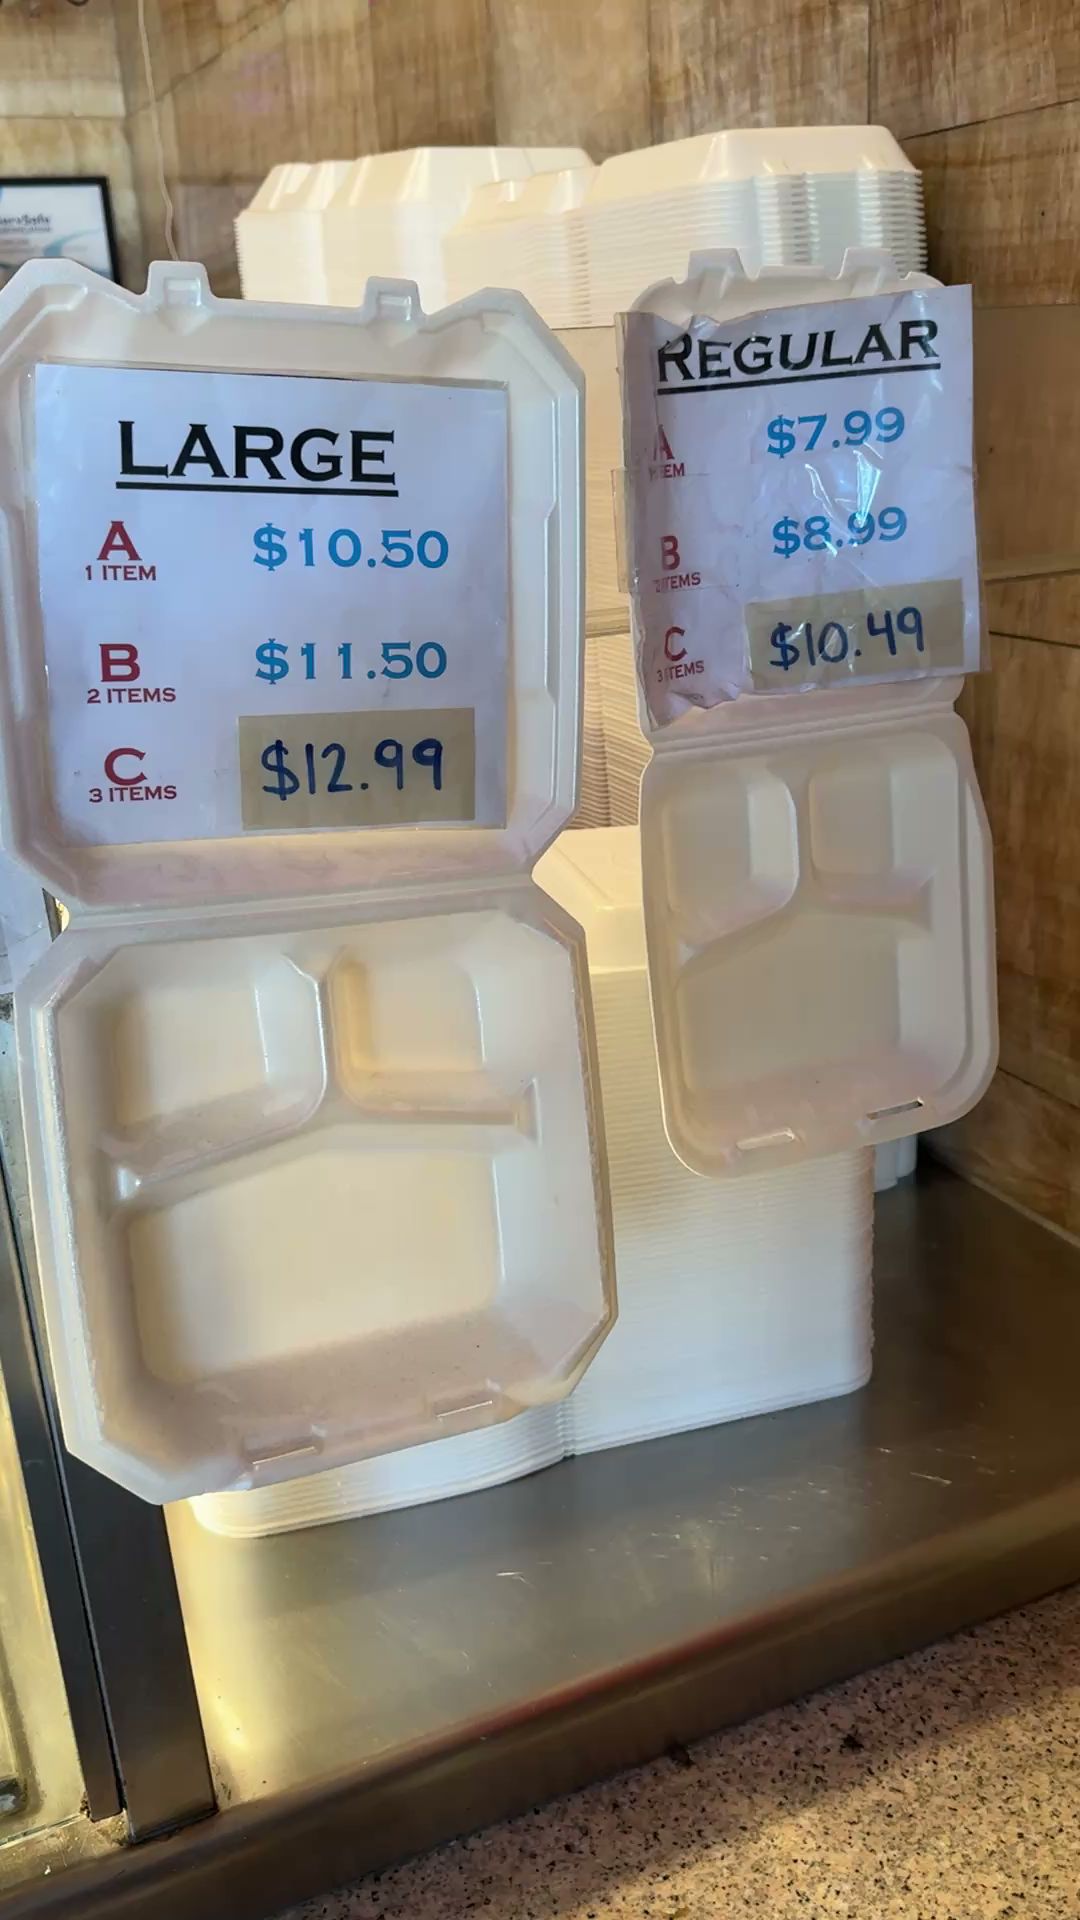 LARGE
A $10.50
1 ITEM
B $11.50
2 ITEMS
C $12.99
3 ITEMS
REGULAR
A $7.99
B $8.99
C $10.49